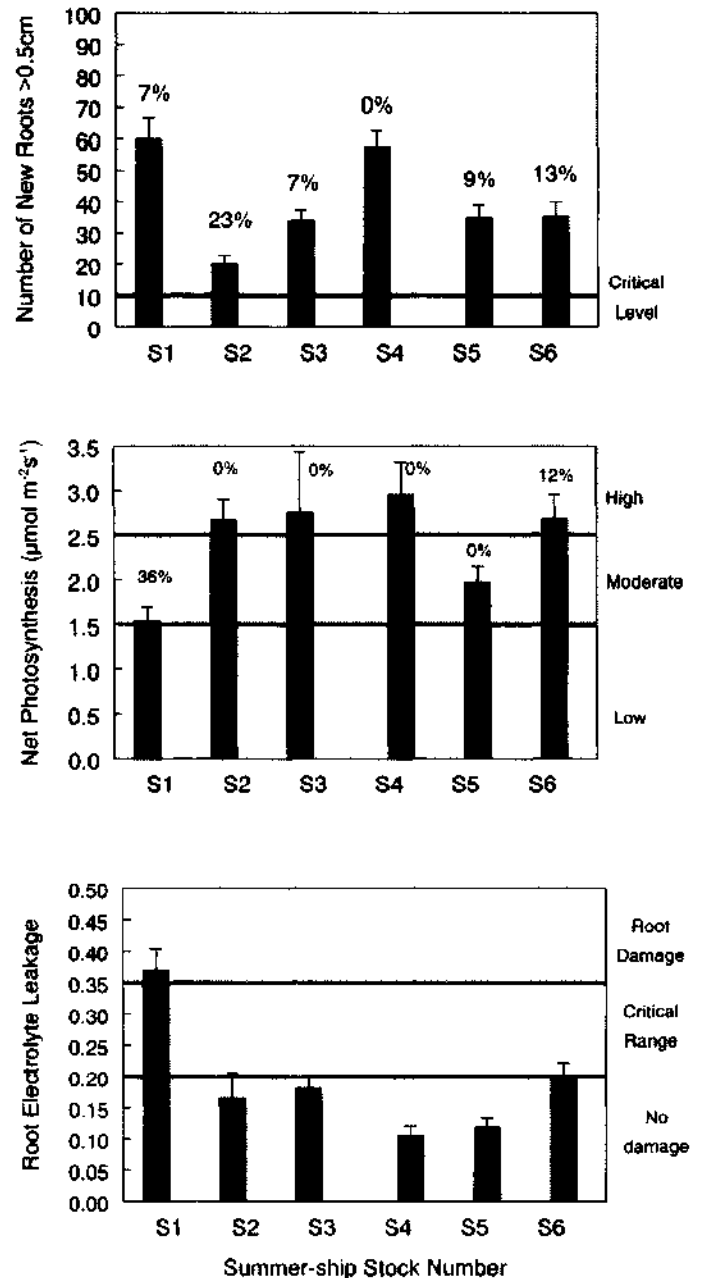 Number of New Roots >0.5cm
100
90
80
70
60
50
40
30
20
10
0
7%
23%
7%
0%
9%
13%
Critical
Level
S1 S2 S3 S4 S5 S6
Net Photosynthesis (µmol m⁻²s⁻¹)
3.5
3.0
2.5
2.0
1.5
1.0
0.5
0.0
36%
0%
0%
0%
0%
12%
High
Moderate
Low
S1 S2 S3 S4 S5 S6
Root Electrolyte Leakage
0.50
0.45
0.40
0.35
0.30
0.25
0.20
0.15
0.10
0.05
0.00
Root
Damage
Critical
Range
No
damage
S1 S2 S3 S4 S5 S6
Summer-ship Stock Number